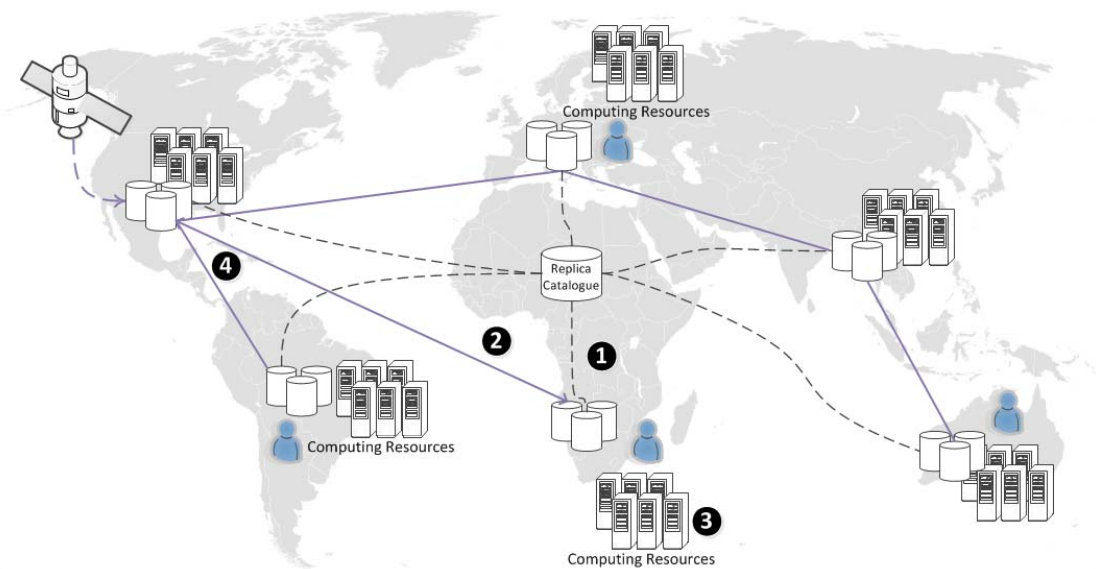 Computing Resources
Replica
Catalogue
4
2
1
Computing Resources
3
Computing Resources